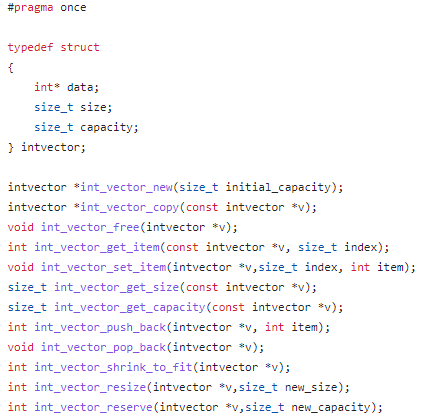 #pragma once
typedef struct
{
    int* data;
    size_t size;
    size_t capacity;
} intvector;
intvector *int_vector_new(size_t initial_capacity);
intvector *int_vector_copy(const intvector *v);
void int_vector_free(intvector *v);
int int_vector_get_item(const intvector *v, size_t index);
void int_vector_set_item(intvector *v,size_t index, int item);
size_t int_vector_get_size(const intvector *v);
size_t int_vector_get_capacity(const intvector *v);
int int_vector_push_back(intvector *v, int item);
void int_vector_pop_back(intvector *v);
int int_vector_shrink_to_fit(intvector *v);
int int_vector_resize(intvector *v,size_t new_size);
int int_vector_reserve(intvector *v,size_t new_capacity);